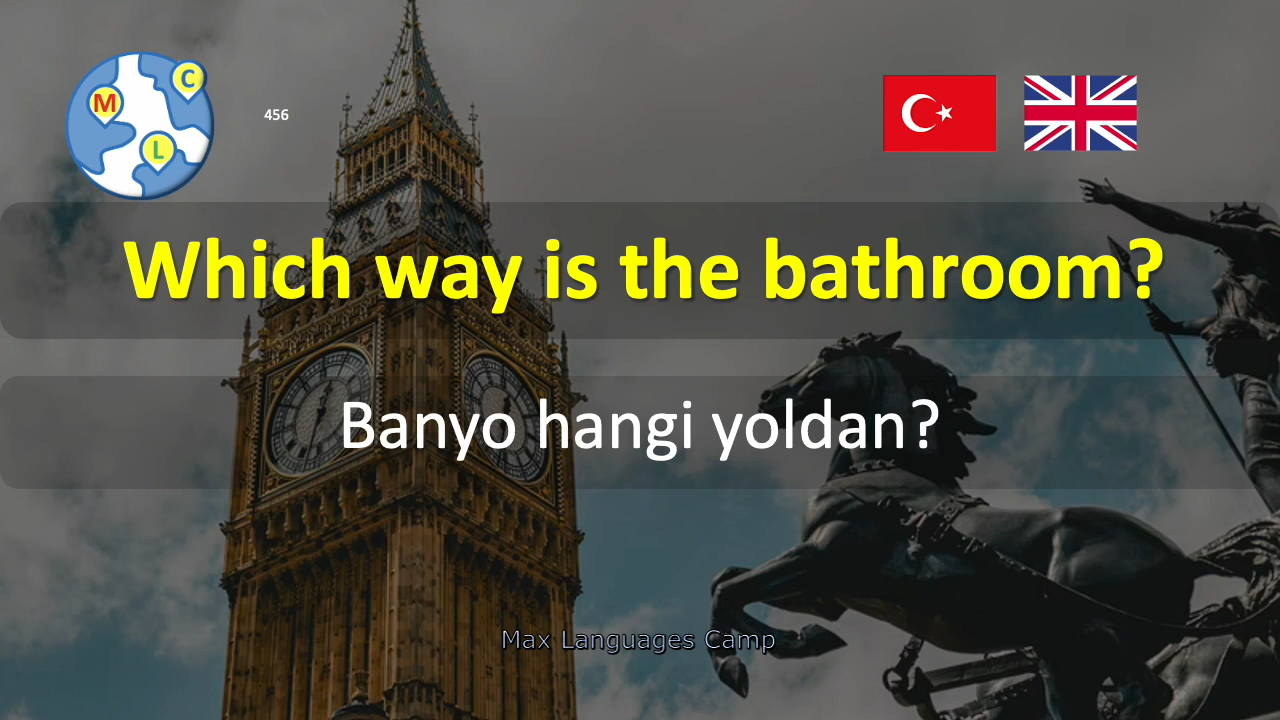 M
C
L
456
Which way is the bathroom?
Banyo hangi yoldan?
Max Languages Camp